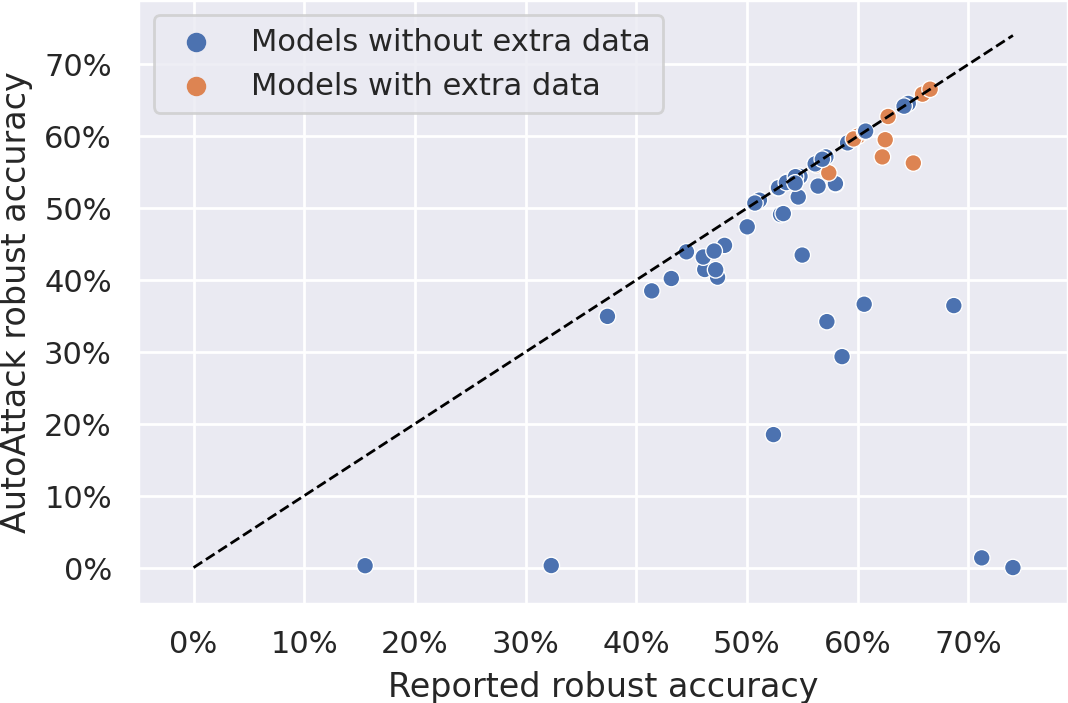 Models without extra data
Models with extra data
AutoAttack robust accuracy
70%
60%
50%
40%
30%
20%
10%
0%
0% 10% 20% 30% 40% 50% 60% 70%
Reported robust accuracy